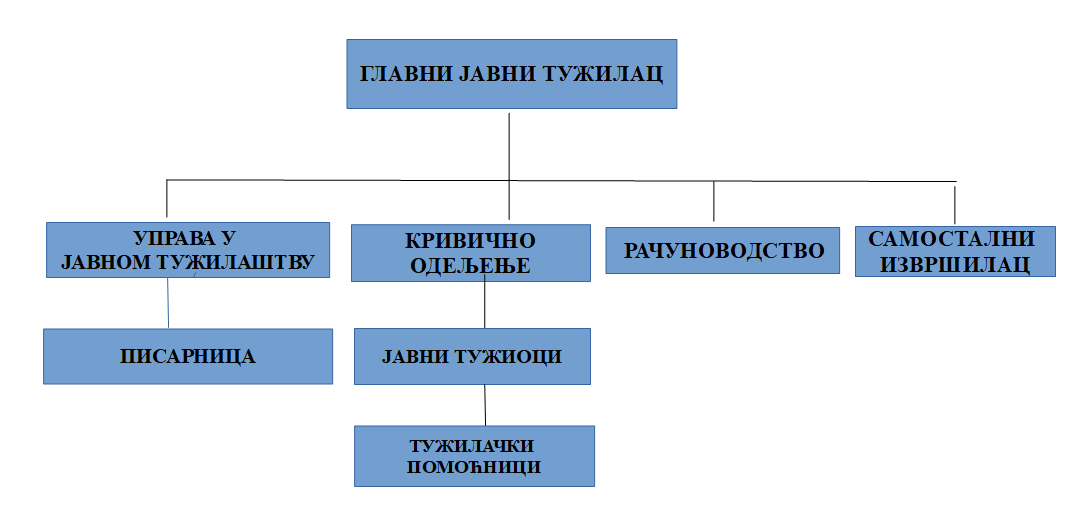 ГЛАВНИ ЈАВНИ ТУЖИЛАЦ
УПРАВА У
ЈАВНОМ ТУЖИЛАШТВУ
КРИВИЧНО
ОДЕЉЕЊЕ
РАЧУНОВОДСТВО
САМОСТАЛНИ
ИЗВРШИЛАЦ
ПИСАРНИЦА
ЈАВНИ ТУЖИОЦИ
ТУЖИЛАЧКИ
ПОМОЋНИЦИ